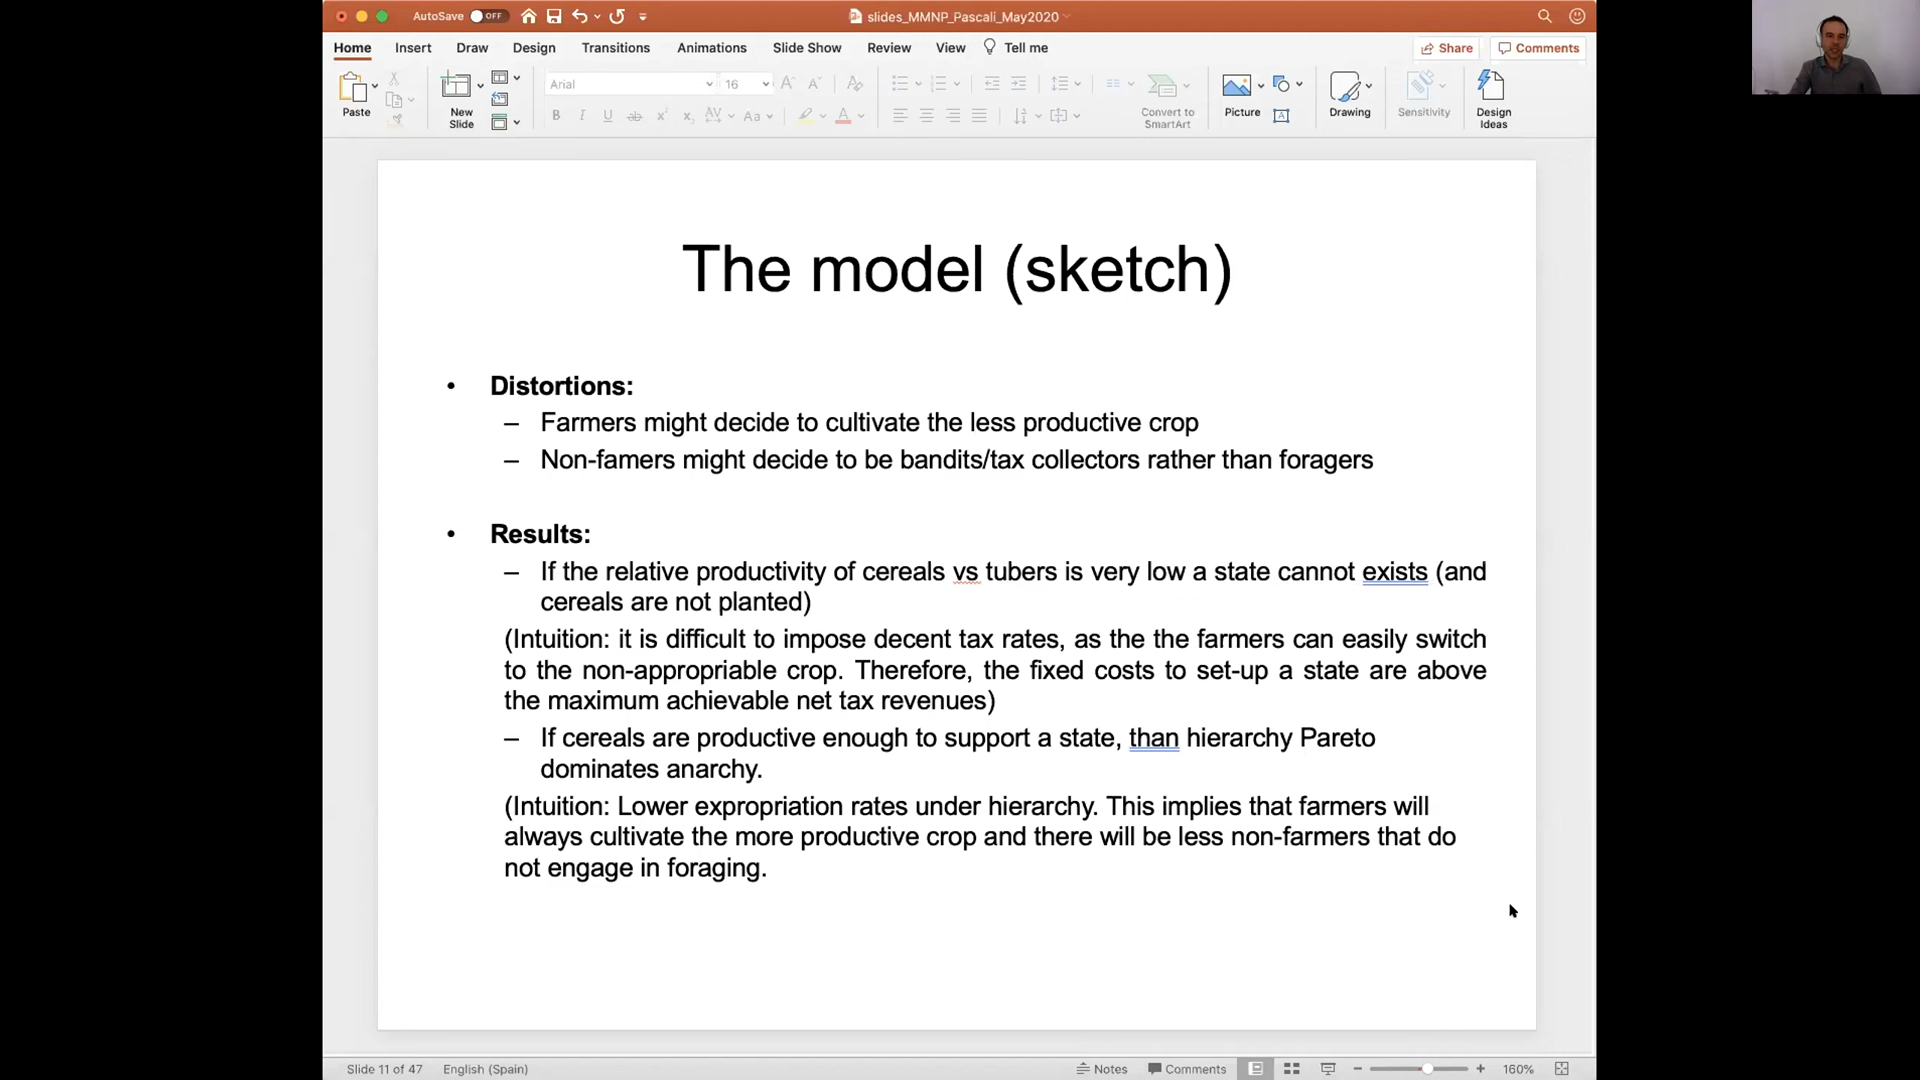 AutoSave OFF slides_MMNP_Pascali_May2020
Home Insert Draw Design Transitions Animations Slide Show Review View Tell me Share Comments
Arial 16
Paste New Slide Convert to SmartArt Picture Drawing Sensitivity Design Ideas
The model (sketch)
• Distortions:
– Farmers might decide to cultivate the less productive crop
– Non-famers might decide to be bandits/tax collectors rather than foragers
• Results:
– If the relative productivity of cereals vs tubers is very low a state cannot exists (and
cereals are not planted)
(Intuition: it is difficult to impose decent tax rates, as the the farmers can easily switch
to the non-appropriable crop. Therefore, the fixed costs to set-up a state are above
the maximum achievable net tax revenues)
– If cereals are productive enough to support a state, than hierarchy Pareto
dominates anarchy.
(Intuition: Lower expropriation rates under hierarchy. This implies that farmers will
always cultivate the more productive crop and there will be less non-farmers that do
not engage in foraging.
Slide 11 of 47 English (Spain) Notes Comments 160%